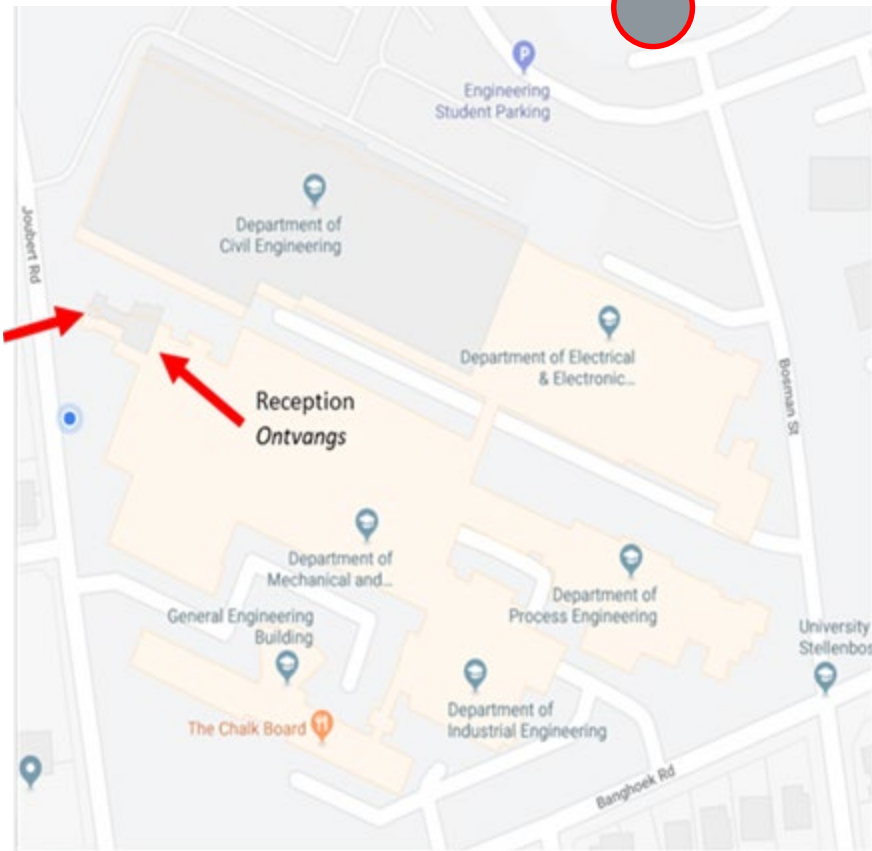 P
Engineering
Student Parking
Department of
Civil Engineering
Joubert Rd
Department of Electrical
& Electronic...
Bosman St
Reception
Ontvangs
Department of
Mechanical and...
Department of
Process Engineering
General Engineering
Building
University
Stellenbos
The Chalk Board
Department of
Industrial Engineering
Banghoek Rd